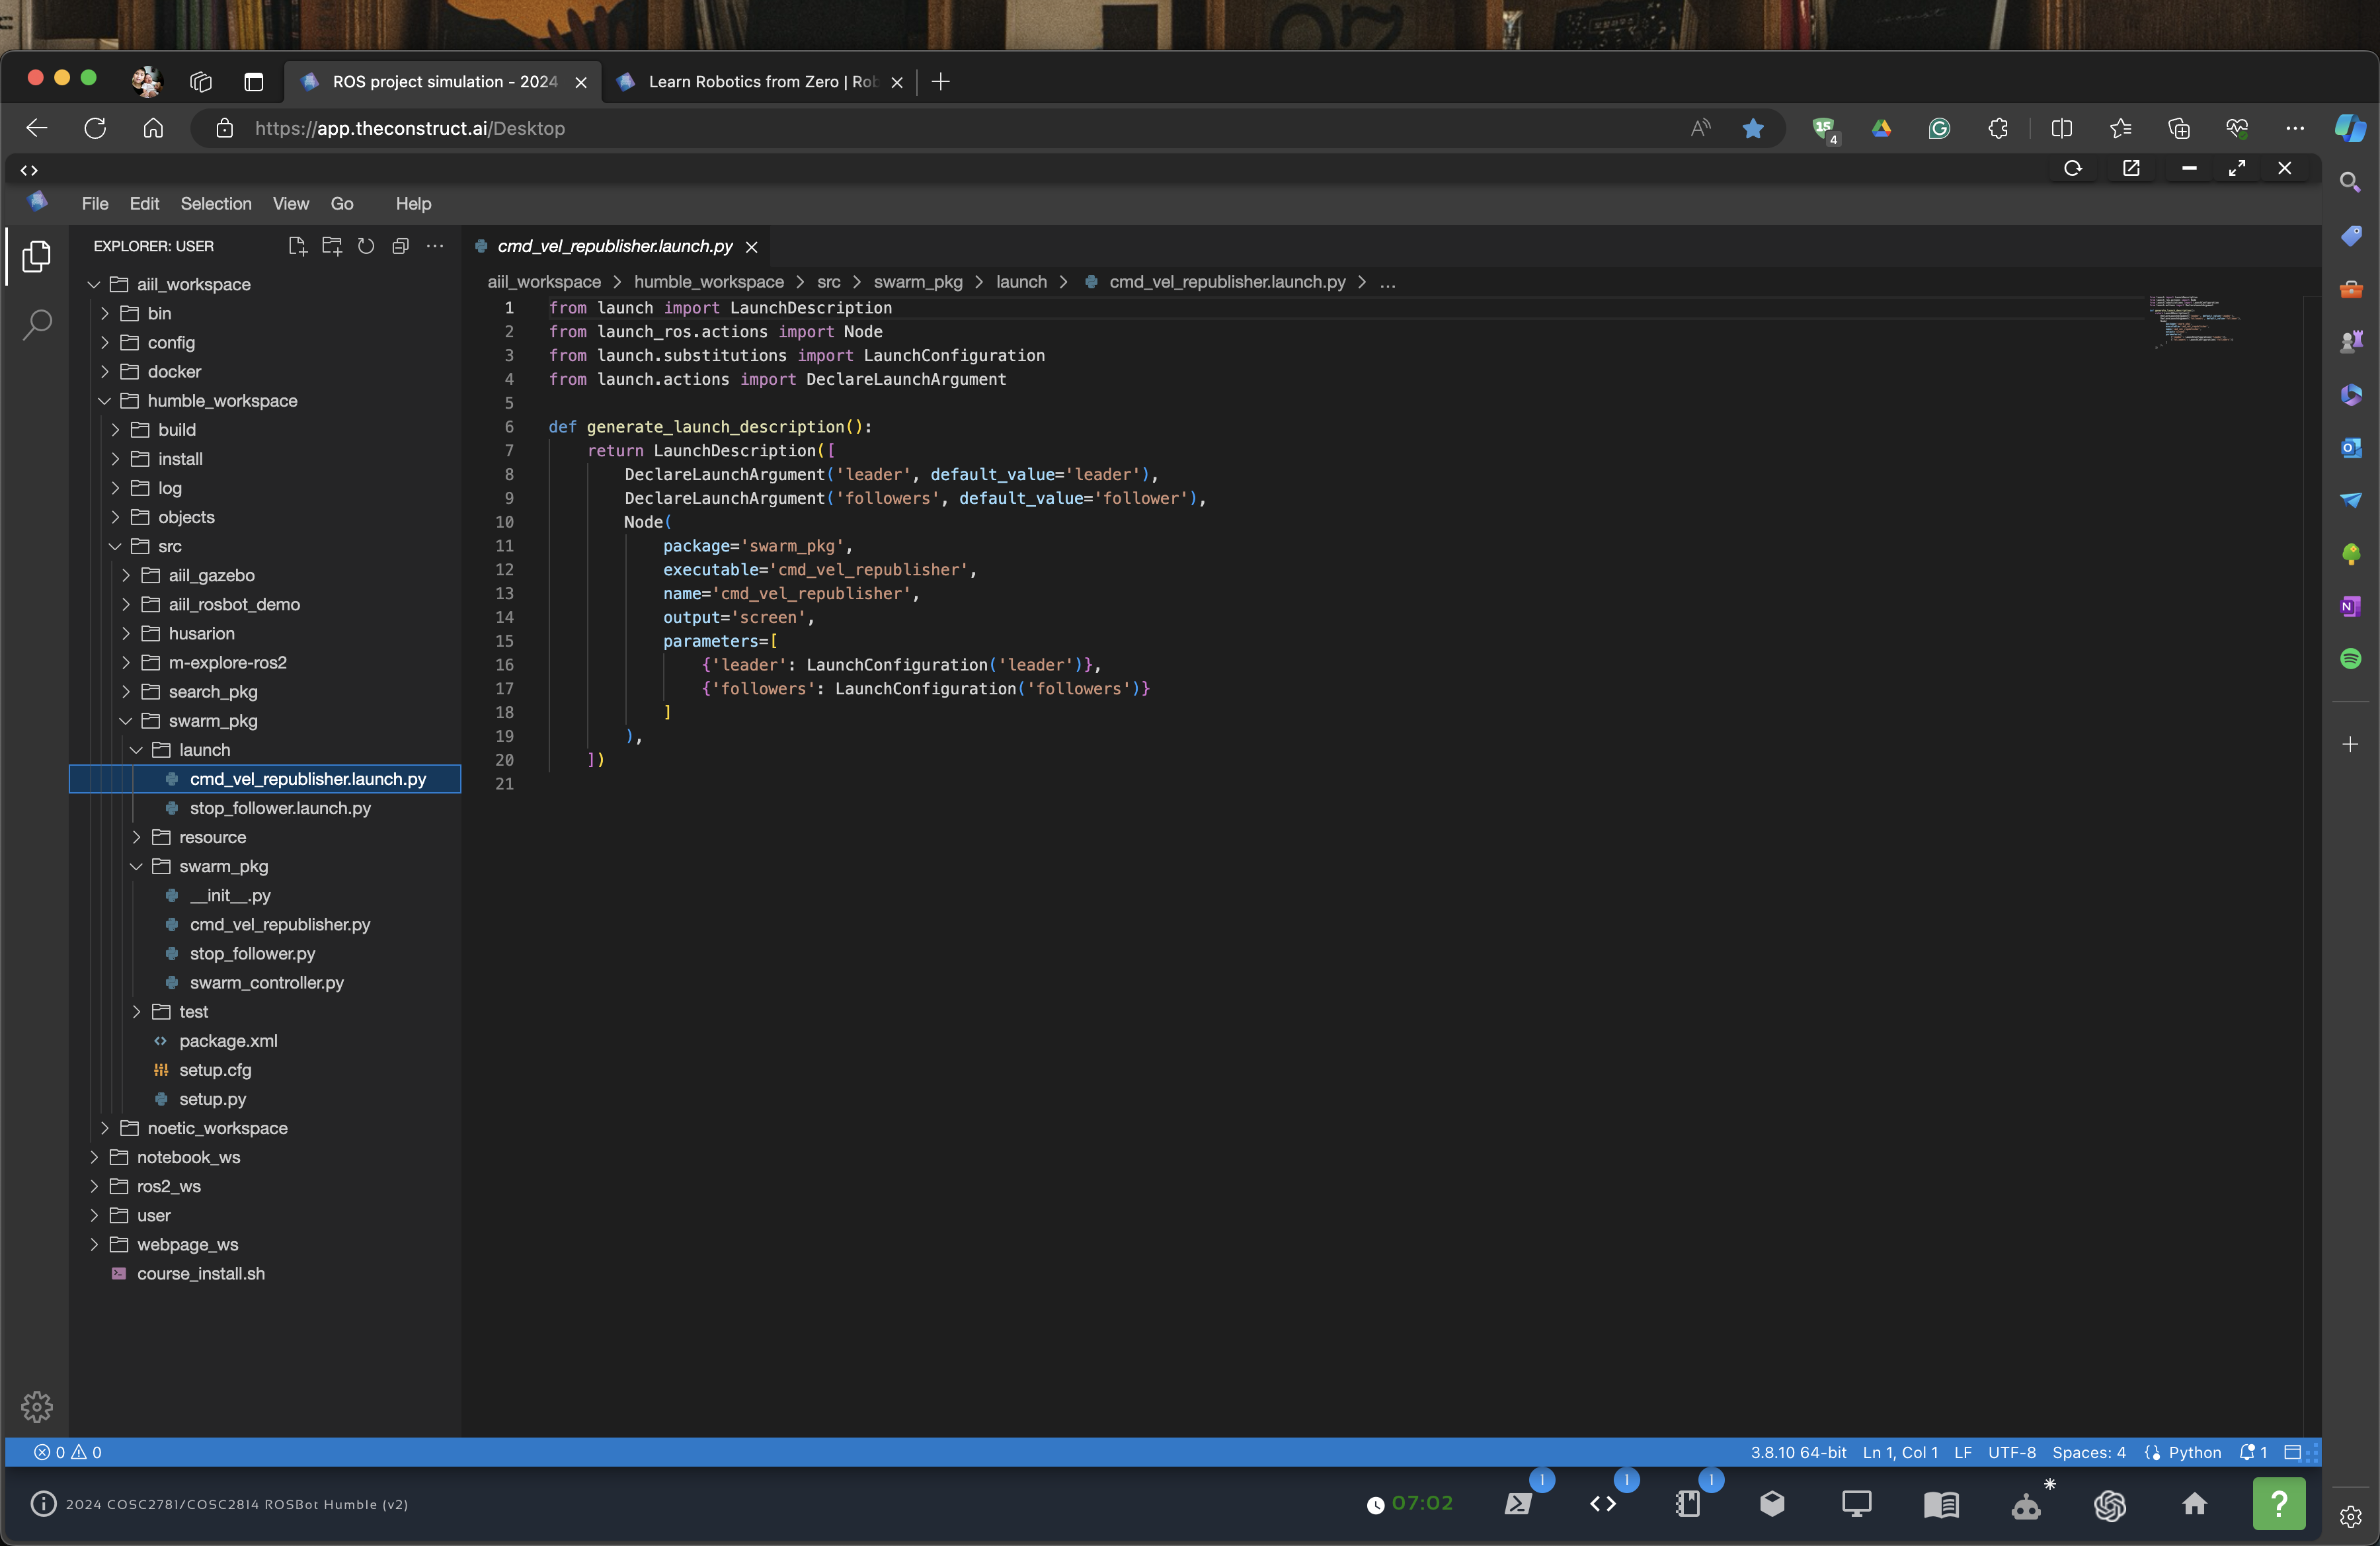 ROS project simulation - 2024
Learn Robotics from Zero | Rob
https://app.theconstruct.ai/Desktop
15
4
File Edit Selection View Go Help
EXPLORER: USER
aiil_workspace
bin
config
docker
humble_workspace
build
install
log
objects
src
aiil_gazebo
aiil_rosbot_demo
husarion
m-explore-ros2
search_pkg
swarm_pkg
launch
cmd_vel_republisher.launch.py
stop_follower.launch.py
resource
swarm_pkg
__init__.py
cmd_vel_republisher.py
stop_follower.py
swarm_controller.py
test
package.xml
setup.cfg
setup.py
noetic_workspace
notebook_ws
ros2_ws
user
webpage_ws
course_install.sh
cmd_vel_republisher.launch.py
aiil_workspace > humble_workspace > src > swarm_pkg > launch > cmd_vel_republisher.launch.py > ...
1 from launch import LaunchDescription
2 from launch_ros.actions import Node
3 from launch.substitutions import LaunchConfiguration
4 from launch.actions import DeclareLaunchArgument
5
6 def generate_launch_description():
7     return LaunchDescription([
8         DeclareLaunchArgument('leader', default_value='leader'),
9         DeclareLaunchArgument('followers', default_value='follower'),
10         Node(
11             package='swarm_pkg',
12             executable='cmd_vel_republisher',
13             name='cmd_vel_republisher',
14             output='screen',
15             parameters=[
16                 {'leader': LaunchConfiguration('leader')},
17                 {'followers': LaunchConfiguration('followers')}
18             ]
19         ),
20     ])
21
0 0
3.8.10 64-bit Ln 1, Col 1 LF UTF-8 Spaces: 4 Python 1
2024 COSC2781/COSC2814 ROSBot Humble (v2)
07:02
1
1
1
?